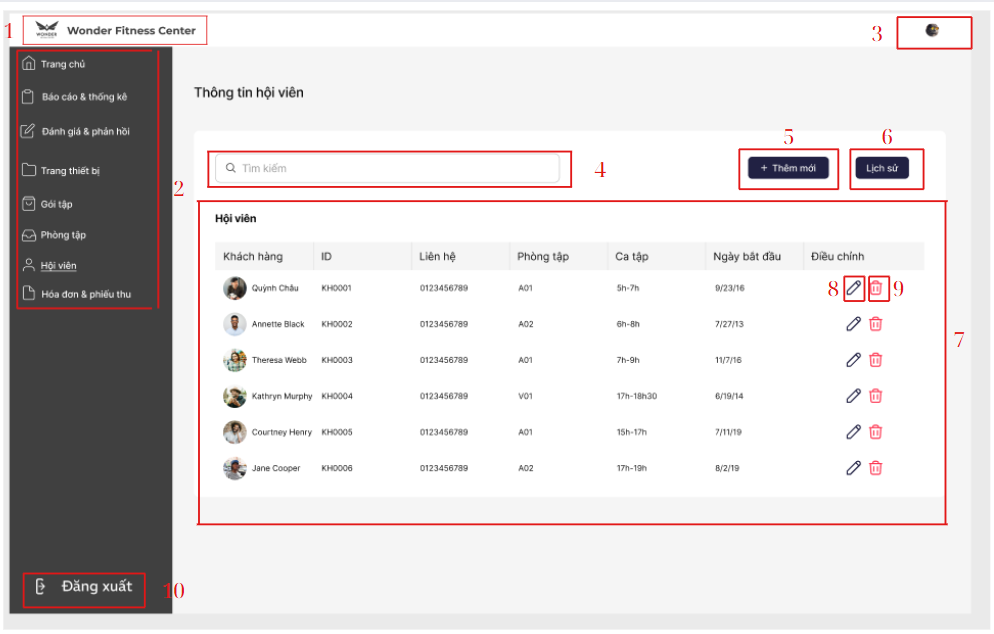 1
WONDER
Wonder Fitness Center
3
Trang chủ
Báo cáo & thống kê
Đánh giá & phản hồi
Trang thiết bị
Gói tập
Phòng tập
Hội viên
Hóa đơn & phiếu thu
2
Thông tin hội viên
Tìm kiếm
4
5
+ Thêm mới
6
Lịch sử
Hội viên
Khách hàng ID Liên hệ Phòng tập Ca tập Ngày bắt đầu Điều chỉnh
Quỳnh Châu KH0001 0123456789 A01 5h-7h 9/23/16 8 9
Annette Black KH0002 0123456789 A02 6h-8h 7/27/13
Theresa Webb KH0003 0123456789 A01 7h-9h 11/7/16
Kathryn Murphy KH0004 0123456789 V01 17h-18h30 6/19/14
Courtney Henry KH0005 0123456789 A01 15h-17h 7/11/19
Jane Cooper KH0006 0123456789 A02 17h-19h 8/2/19
7
Đăng xuất
10